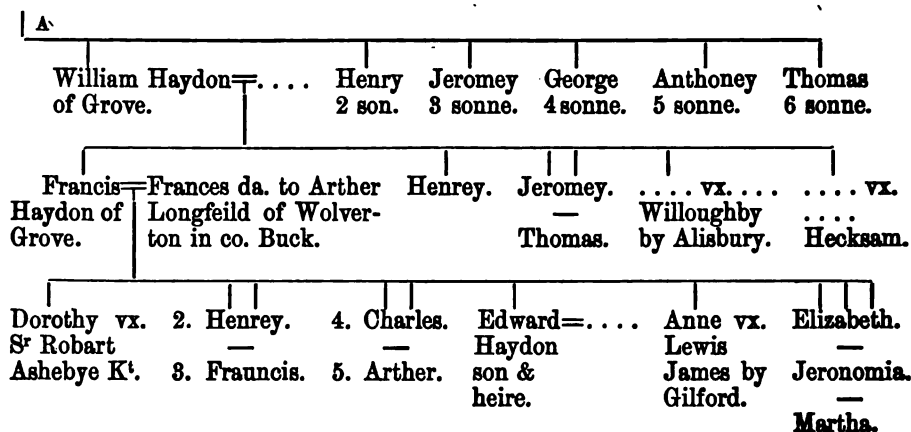 A
William Haydon=.... Henry Jeromey George Anthoney Thomas
of Grove. 2 son. 3 sonne. 4 sonne. 5 sonne. 6 sonne.
Francis=Frances da. to Arther Henrey. Jeromey. .... vx.... .... vx.
Haydon of Longfeild of Wolver- — Willoughby ....
Grove. ton in co. Buck. Thomas. by Alisbury. Hecksam.
Dorothy vx. 2. Henrey. 4. Charles. Edward=.... Anne vx. Elizabeth.
Sʳ Robart — — Haydon Lewis —
Ashebye Kᵗ. 3. Frauncis. 5. Arther. son & James by Jeronomia.
heire. Gilford. —
Martha.